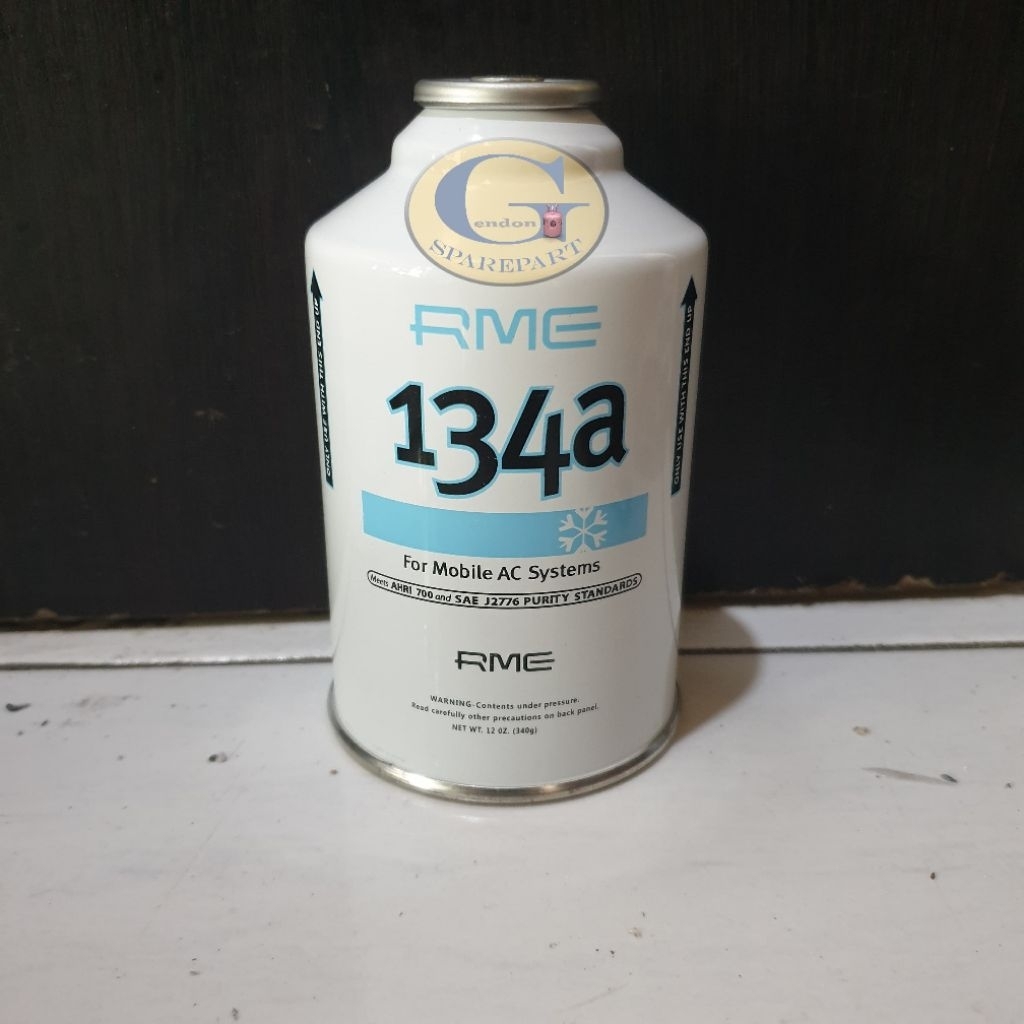 Gendon
SPAREPART
RME
134a
ONLY USE WITH THIS END UP
ONLY USE WITH THIS END UP
For Mobile AC Systems
Meets AHRI 700 and SAE J2776 PURITY STANDARDS
RME
WARNING-Contents under pressure.
Read carefully other precautions on back panel.
NET WT. 12 OZ. (340g)